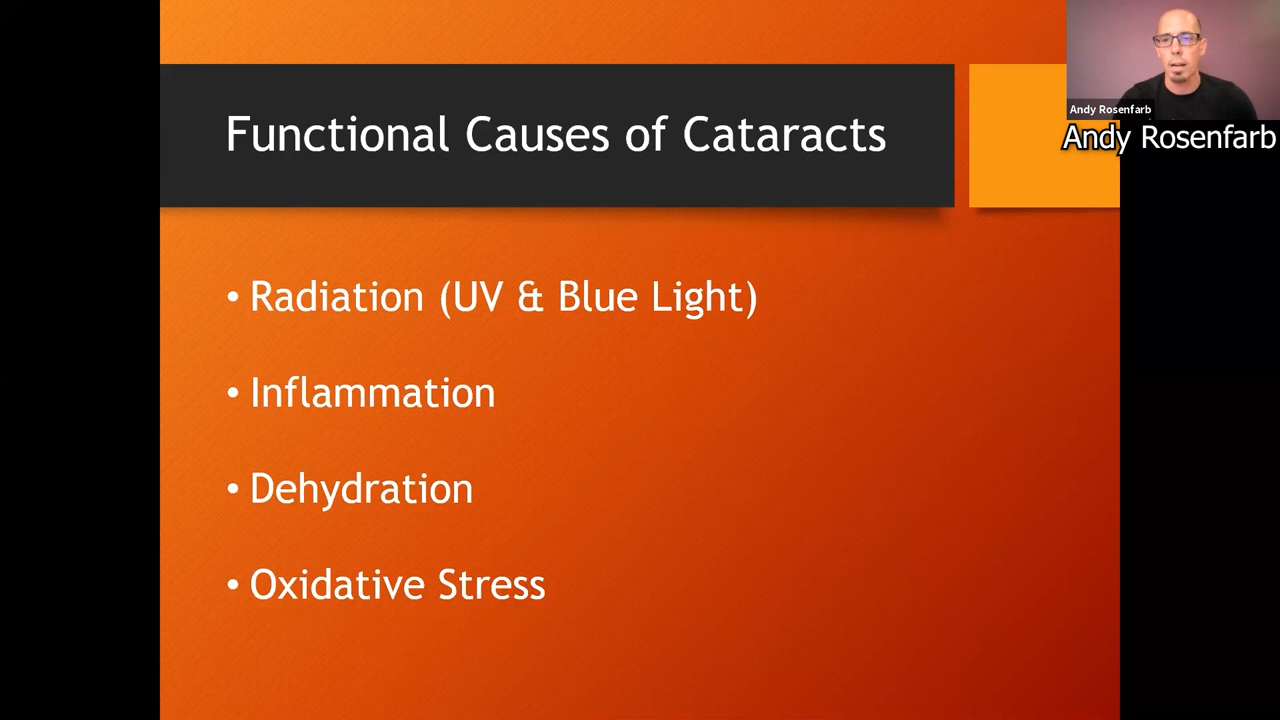 Functional Causes of Cataracts
Andy Rosenfarb
Andy Rosenfarb
• Radiation (UV & Blue Light)
• Inflammation
• Dehydration
• Oxidative Stress